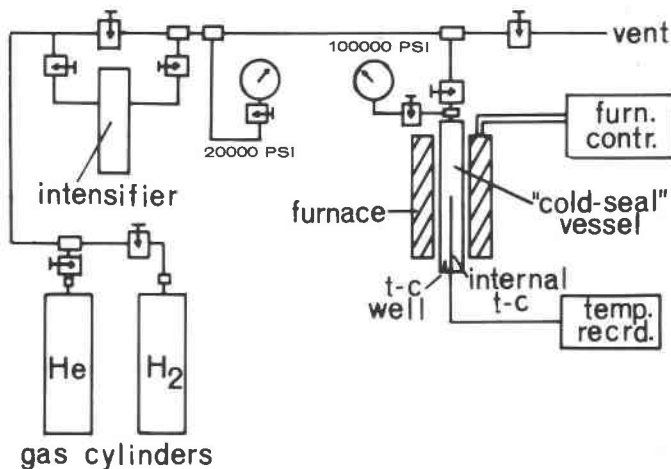 vent
100000 PSI
furn.
contr.
20000 PSI
intensifier
furnace
"cold-seal"
vessel
t-c
well
internal
t-c
temp.
recrd.
He
H2
gas cylinders